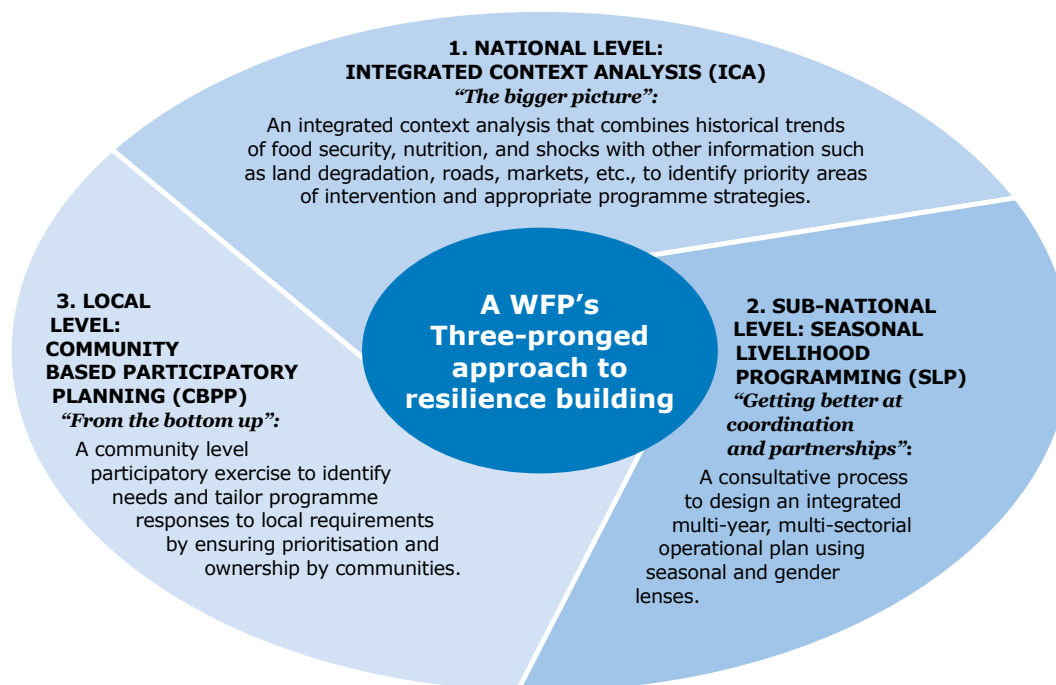 1. NATIONAL LEVEL:
INTEGRATED CONTEXT ANALYSIS (ICA)
“The bigger picture”:
An integrated context analysis that combines historical trends
of food security, nutrition, and shocks with other information such
as land degradation, roads, markets, etc., to identify priority areas
of intervention and appropriate programme strategies.
A WFP’s
Three-pronged
approach to
resilience building
2. SUB-NATIONAL
LEVEL: SEASONAL
LIVELIHOOD
PROGRAMMING (SLP)
“Getting better at
coordination
and partnerships”:
A consultative process
to design an integrated
multi-year, multi-sectorial
operational plan using
seasonal and gender
lenses.
3. LOCAL
LEVEL:
COMMUNITY
BASED PARTICIPATORY
PLANNING (CBPP)
“From the bottom up”:
A community level
participatory exercise to identify
needs and tailor programme
responses to local requirements
by ensuring prioritisation and
ownership by communities.